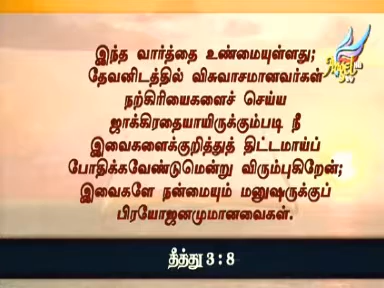 இந்த வார்த்தை உண்மையுள்ளது;
தேவனிடத்தில் விசுவாசமானவர்கள்
நற்கிரியைகளைச் செய்ய
ஜாக்கிரதையாயிருக்கும்படி நீ
இவைகளைக்குறித்துத் திட்டமாய்ப்
போதிக்கவேண்டுமென்று விரும்புகிறேன்;
இவைகளே நன்மையும் மனுஷருக்குப்
பிரயோஜனமுமானவைகள்.
தீத்து 3 : 8